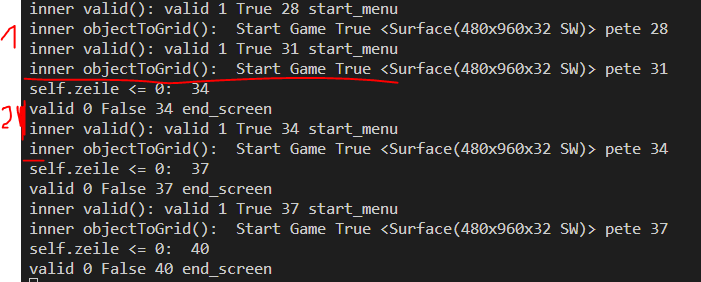 inner valid(): valid 1 True 28 start_menu
1
inner objectToGrid():  Start Game True <Surface(480x960x32 SW)> pete 28
inner valid(): valid 1 True 31 start_menu
inner objectToGrid():  Start Game True <Surface(480x960x32 SW)> pete 31
self.zeile <= 0:  34
valid 0 False 34 end_screen
2
inner valid(): valid 1 True 34 start_menu
inner objectToGrid():  Start Game True <Surface(480x960x32 SW)> pete 34
self.zeile <= 0:  37
valid 0 False 37 end_screen
inner valid(): valid 1 True 37 start_menu
inner objectToGrid():  Start Game True <Surface(480x960x32 SW)> pete 37
self.zeile <= 0:  40
valid 0 False 40 end_screen